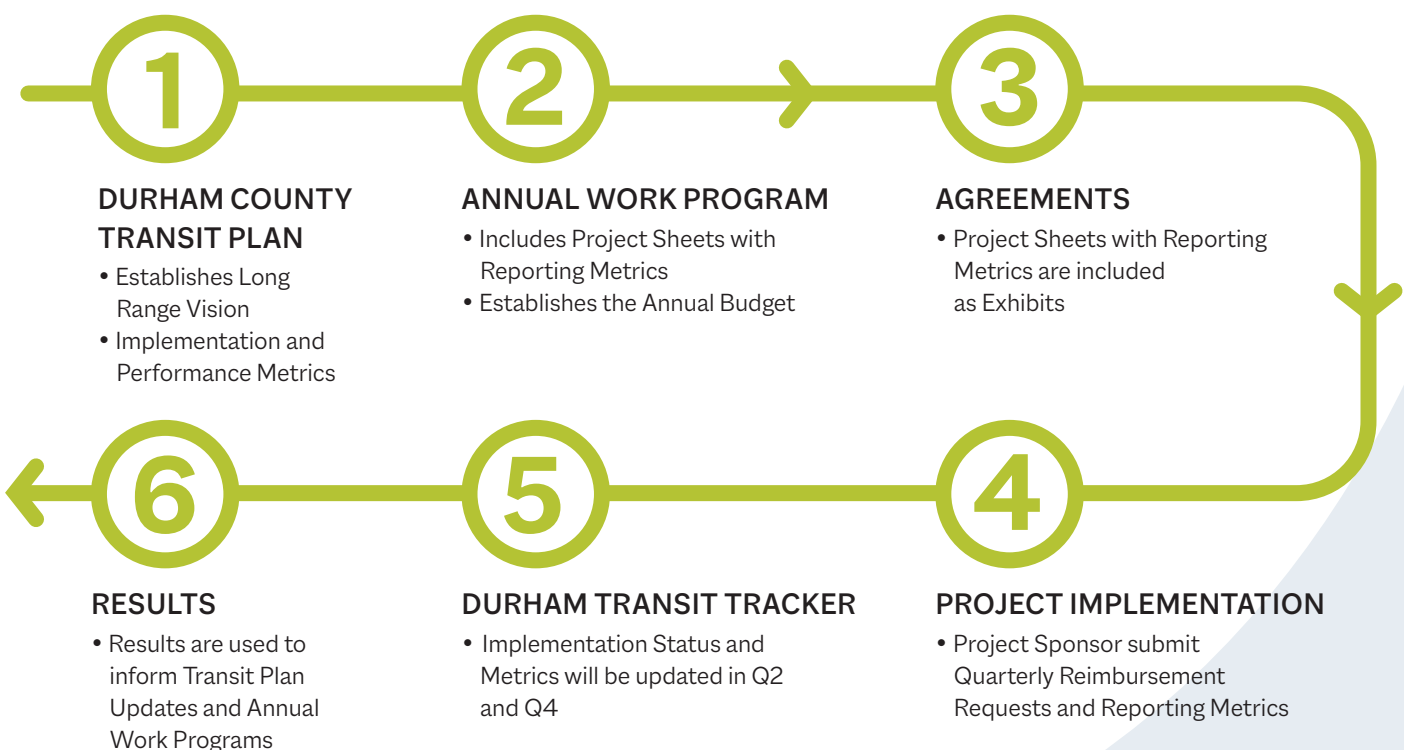 1
DURHAM COUNTY
TRANSIT PLAN
• Establishes Long
Range Vision
• Implementation and
Performance Metrics
2
ANNUAL WORK PROGRAM
• Includes Project Sheets with
Reporting Metrics
• Establishes the Annual Budget
3
AGREEMENTS
• Project Sheets with Reporting
Metrics are included
as Exhibits
4
PROJECT IMPLEMENTATION
• Project Sponsor submit
Quarterly Reimbursement
Requests and Reporting Metrics
5
DURHAM TRANSIT TRACKER
• Implementation Status and
Metrics will be updated in Q2
and Q4
6
RESULTS
• Results are used to
inform Transit Plan
Updates and Annual
Work Programs